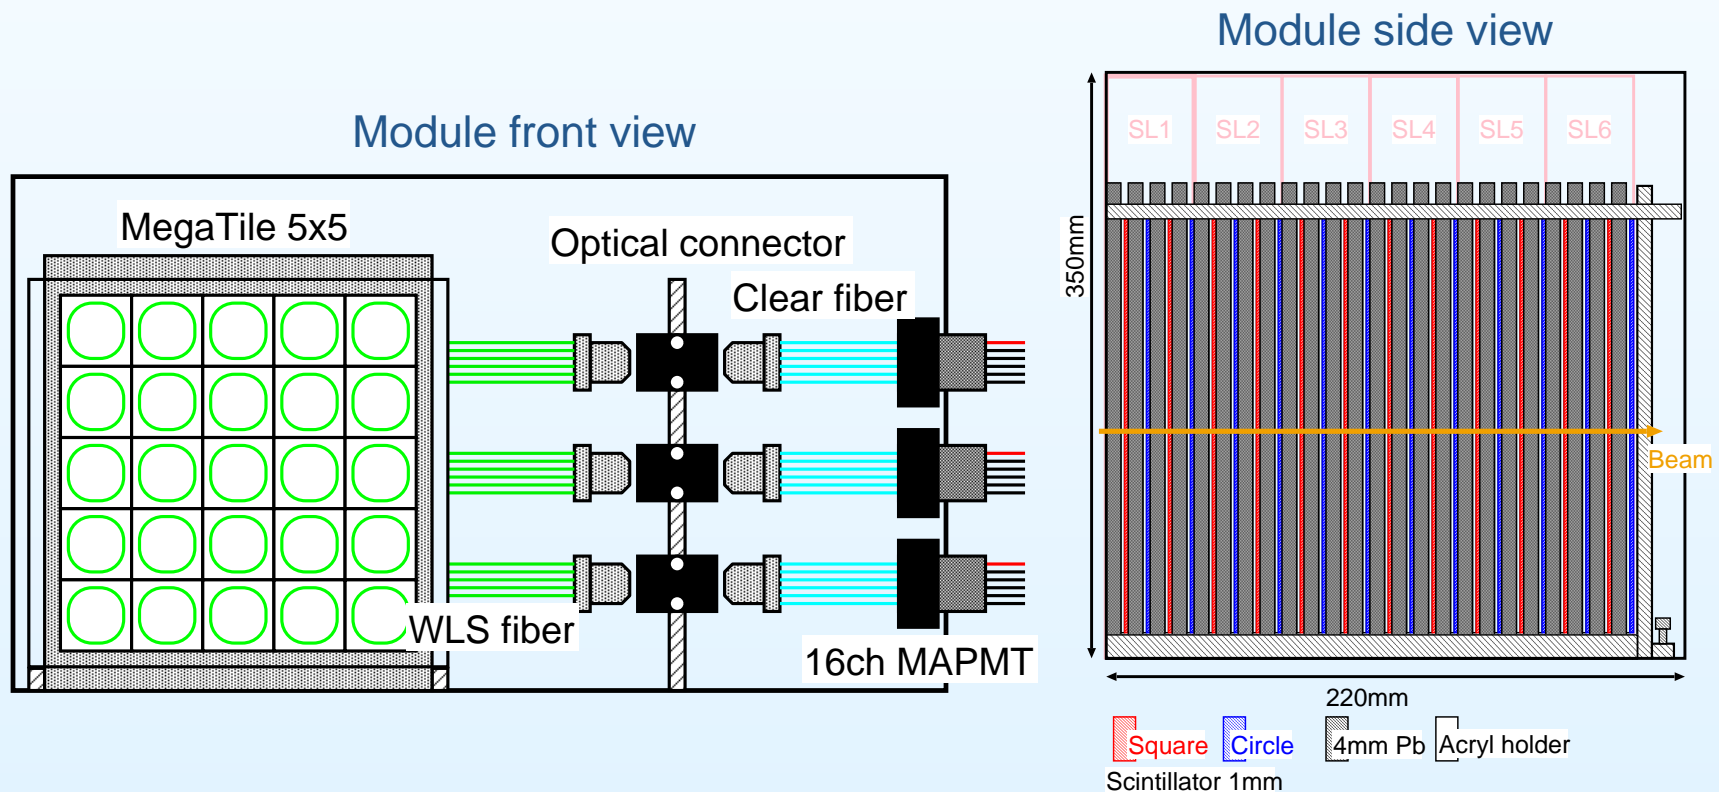 Module side view
Module front view
SL1 SL2 SL3 SL4 SL5 SL6
MegaTile 5x5
Optical connector
Clear fiber
350mm
Beam
WLS fiber
16ch MAPMT
220mm
Square Circle 4mm Pb Acryl holder
Scintillator 1mm